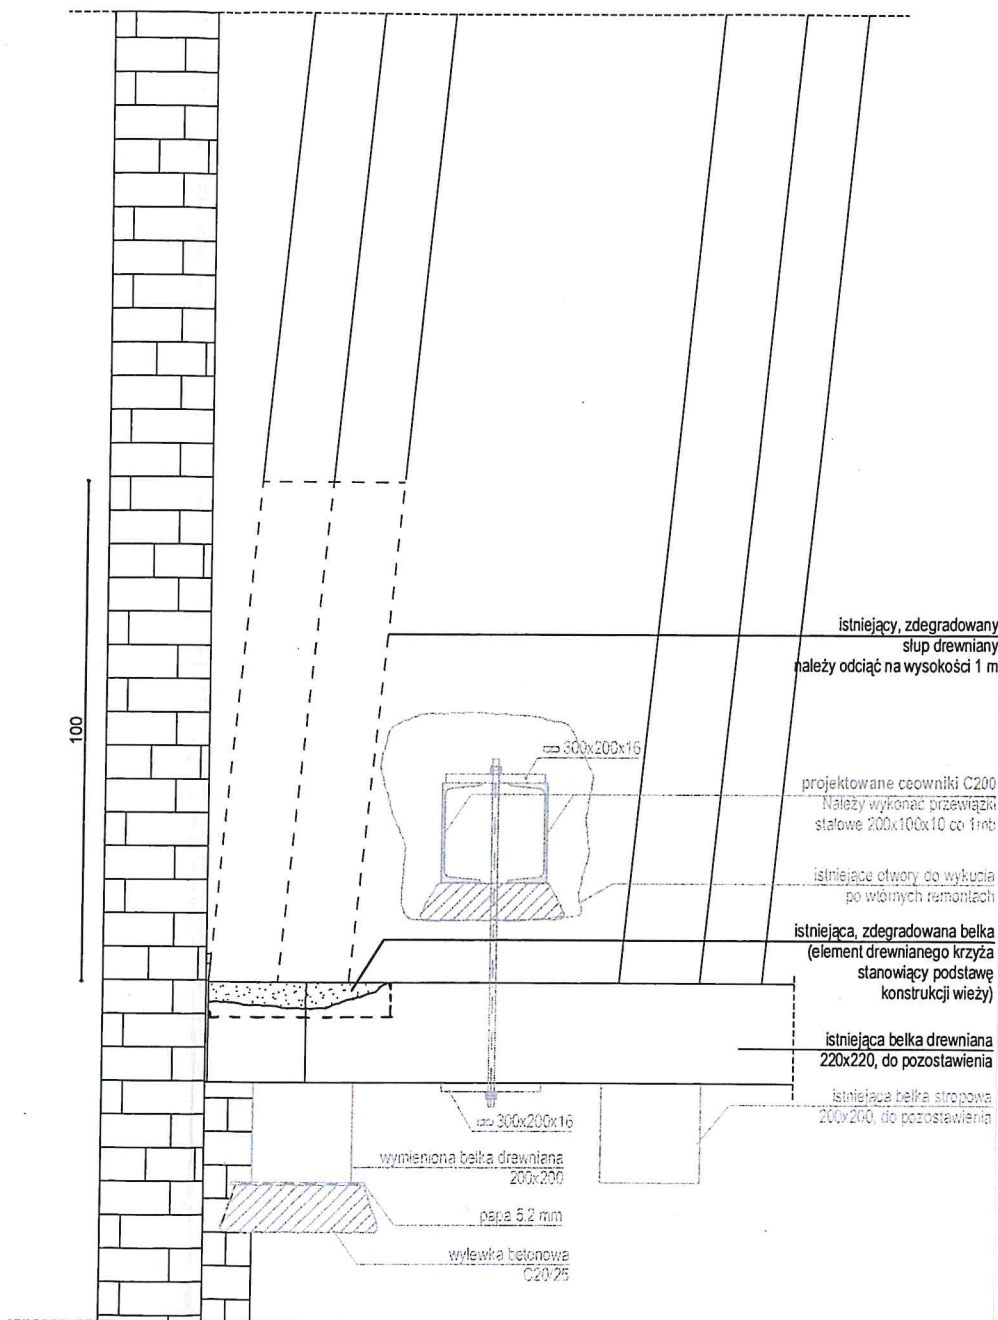 istniejący, zdegradowany
słup drewniany
należy odciąć na wysokości 1 m
100
300x200x16
projektowane ceowniki C200
Należy wykonać przewiązki
stalowe 200x100x10 co 1mb
istniejące otwory do wykucia
po wtórnych remontach
istniejąca, zdegradowana belka
(element drewnianego krzyża
stanowiący podstawę
konstrukcji wieży)
istniejąca belka drewniana
220x220, do pozostawienia
istniejąca belka stropowa
200x200, do pozostawienia
300x200x16
wymieniona belka drewniana
200x200
papa 5.2 mm
wylewka betonowa
C20/25